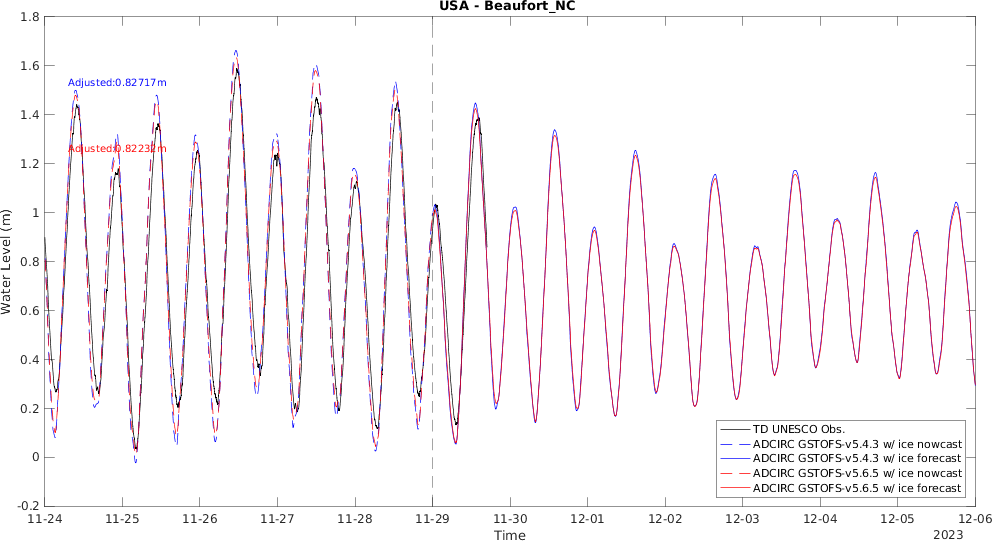 USA - Beaufort_NC
Water Level (m)
1.8
1.6
1.4
1.2
1
0.8
0.6
0.4
0.2
0
-0.2
Adjusted:0.82717m
Adjusted:0.82232m
TD UNESCO Obs.
ADCIRC GSTOFS-v5.4.3 w/ ice nowcast
ADCIRC GSTOFS-v5.4.3 w/ ice forecast
ADCIRC GSTOFS-v5.6.5 w/ ice nowcast
ADCIRC GSTOFS-v5.6.5 w/ ice forecast
11-24 11-25 11-26 11-27 11-28 11-29 11-30 12-01 12-02 12-03 12-04 12-05 12-06
Time
2023